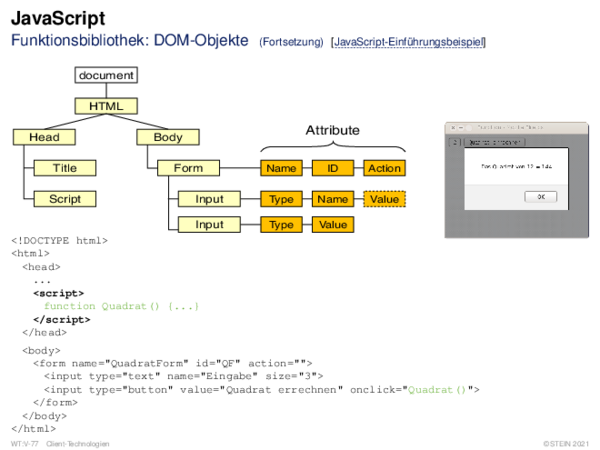 JavaScript
Funktionsbibliothek: DOM-Objekte (Fortsetzung) [JavaScript-Einführungsbeispiel]
document
HTML
Head Body
Attribute
Title Form Name ID Action
Script Input Type Name Value
Input Type Value
Das Quadrat von 12 = 144
OK
<!DOCTYPE html>
<html>
<head>
...
<script>
function Quadrat() {...}
</script>
</head>
<body>
<form name="QuadratForm" id="QF" action="">
<input type="text" name="Eingabe" size="3">
<input type="button" value="Quadrat errechnen" onclick="Quadrat()">
</form>
</body>
</html>
WT:V-77 Client-Technologien ©STEIN 2021